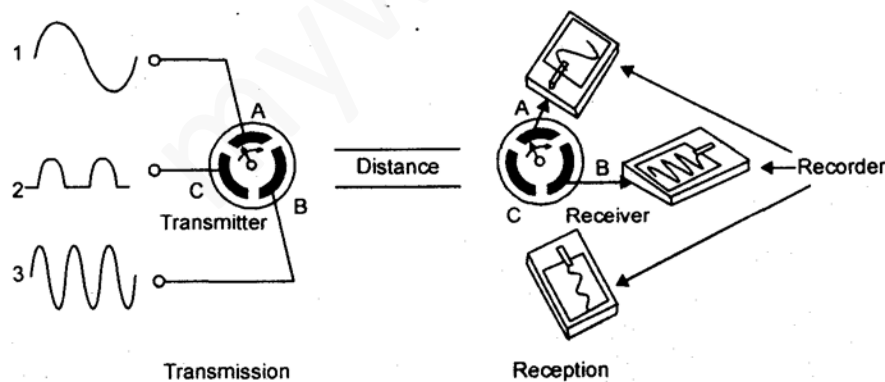 1
A
A
2
C
B
Transmitter
Distance
B
C
Receiver
Recorder
3
Transmission
Reception